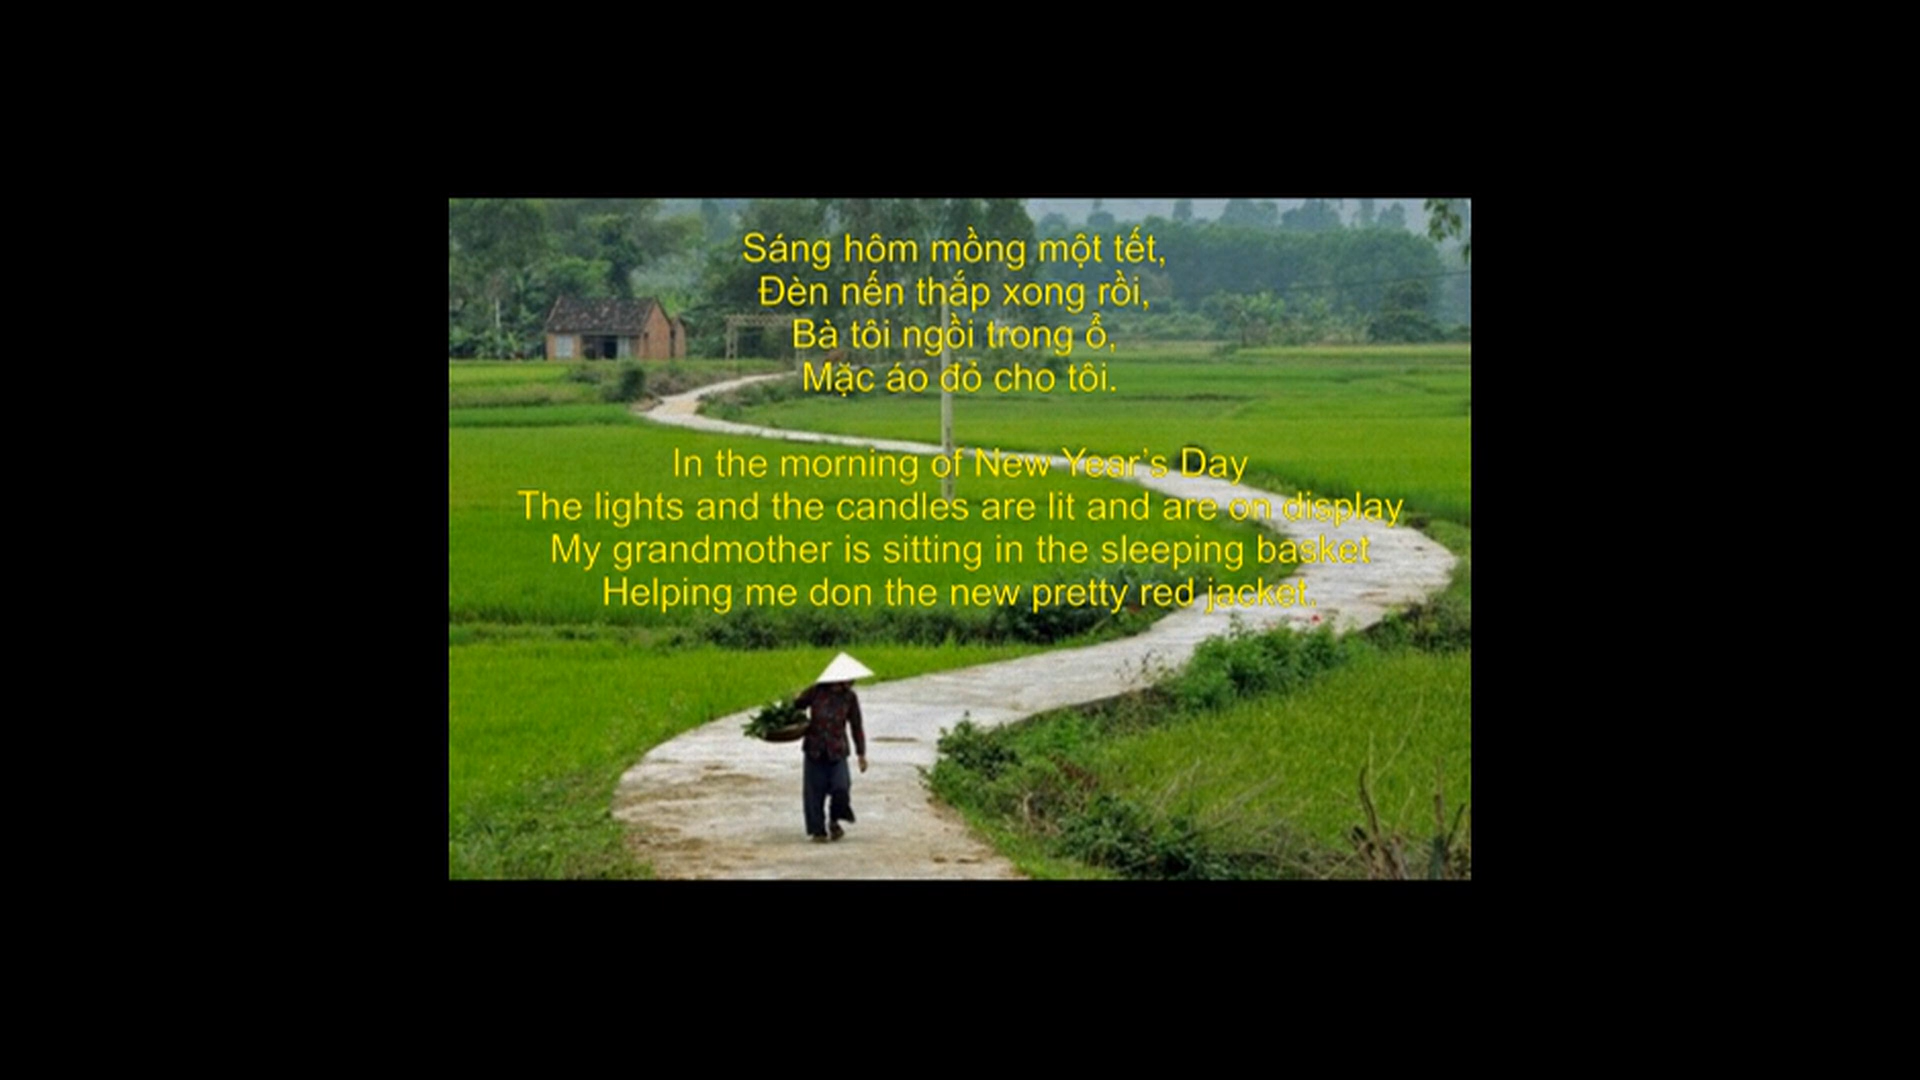 Sáng hôm mồng một tết,
Đèn nến thắp xong rồi,
Bà tôi ngồi trong ổ,
Mặc áo đỏ cho tôi.
In the morning of New Year's Day
The lights and the candles are lit and are on display
My grandmother is sitting in the sleeping basket
Helping me don the new pretty red jacket.